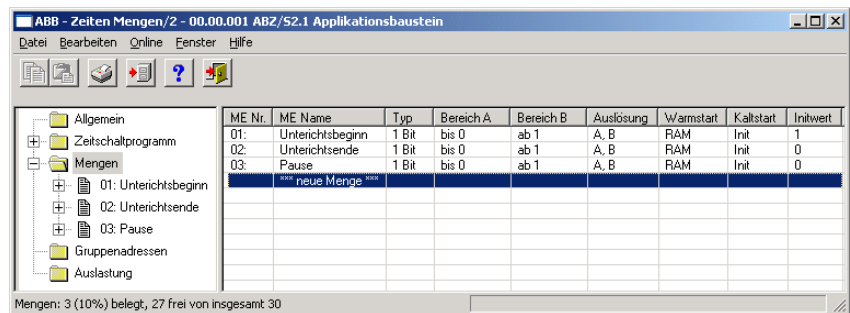 ABB - Zeiten Mengen/2 - 00.00.001 ABZ/S2.1 Applikationsbaustein
Datei Bearbeiten Online Fenster Hilfe
Allgemein
Zeitschaltprogramm
Mengen
01: Unterichtsbeginn
02: Unterichtsende
03: Pause
Gruppenadressen
Auslastung
ME Nr. ME Name Typ Bereich A Bereich B Auslösung Warmstart Kaltstart Initwert
01: Unterichtsbeginn 1 Bit bis 0 ab 1 A, B RAM Init 1
02: Unterichtsende 1 Bit bis 0 ab 1 A, B RAM Init 0
03: Pause 1 Bit bis 0 ab 1 A, B RAM Init 0
*** neue Menge ***
Mengen: 3 (10%) belegt, 27 frei von insgesamt 30